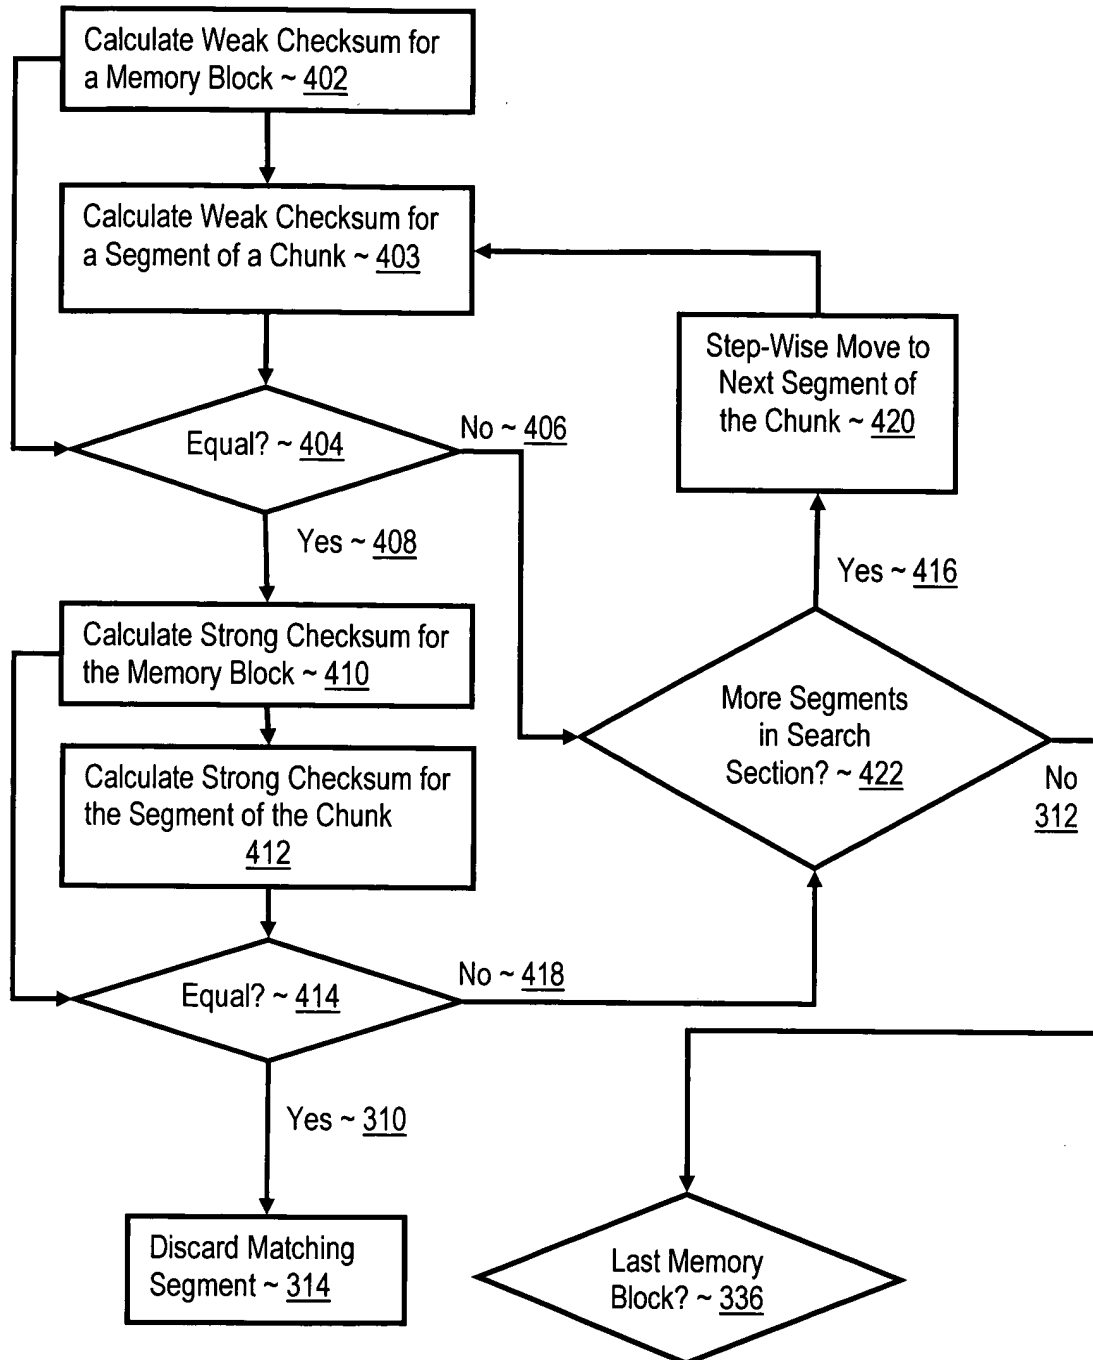 Calculate Weak Checksum for
a Memory Block ~ 402
Calculate Weak Checksum for
a Segment of a Chunk ~ 403
Step-Wise Move to
Next Segment of
the Chunk ~ 420
Equal? ~ 404
No ~ 406
Yes ~ 408
Yes ~ 416
Calculate Strong Checksum for
the Memory Block ~ 410
More Segments
in Search
Section? ~ 422
No
312
Calculate Strong Checksum for
the Segment of the Chunk
412
Equal? ~ 414
No ~ 418
Yes ~ 310
Discard Matching
Segment ~ 314
Last Memory
Block? ~ 336